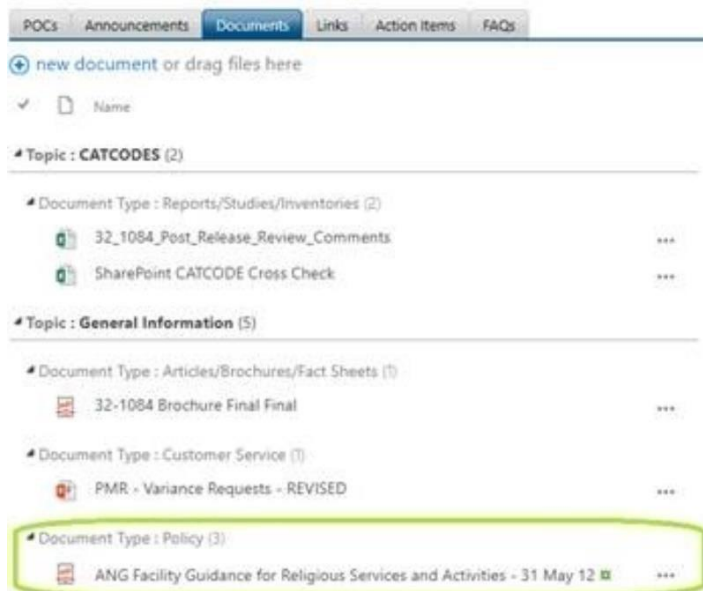 POCs Announcements Documents Links Action Items FAQs
new document or drag files here
Name
Topic : CATCODES (2)
Document Type : Reports/Studies/Inventories (2)
32_1084_Post_Release_Review_Comments ...
SharePoint CATCODE Cross Check ...
Topic : General Information (5)
Document Type : Articles/Brochures/Fact Sheets (1)
32-1084 Brochure Final Final ...
Document Type : Customer Service (1)
PMR - Variance Requests - REVISED ...
Document Type : Policy (3)
ANG Facility Guidance for Religious Services and Activities - 31 May 12 ...